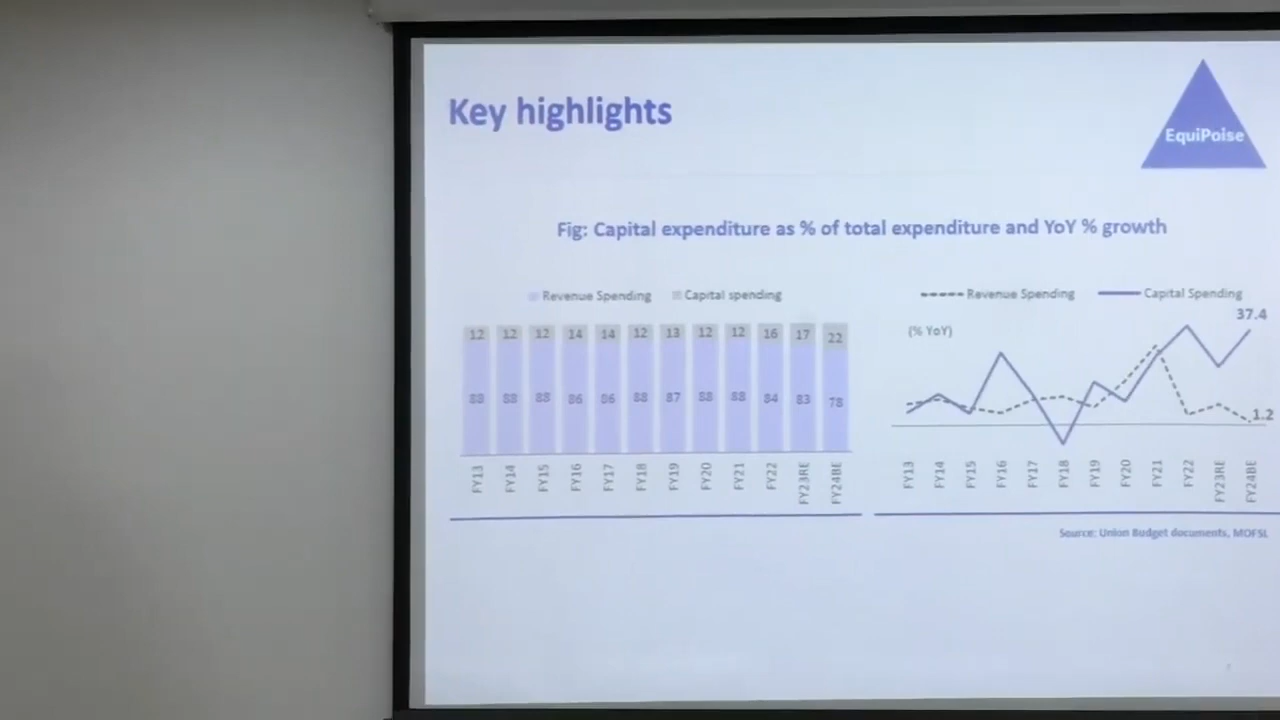 Key highlights
EquiPoise
Fig: Capital expenditure as % of total expenditure and YoY % growth
Revenue Spending Capital spending
12 12 12 14 14 12 13 12 12 16 17 22
88 88 88 86 86 88 87 88 88 84 83 78
FY13 FY14 FY15 FY16 FY17 FY18 FY19 FY20 FY21 FY22 FY23RE FY24BE
Revenue Spending Capital Spending
37.4
(% YoY)
1.2
FY13 FY14 FY15 FY16 FY17 FY18 FY19 FY20 FY21 FY22 FY23RE FY24BE
Source: Union Budget documents, MOFSL